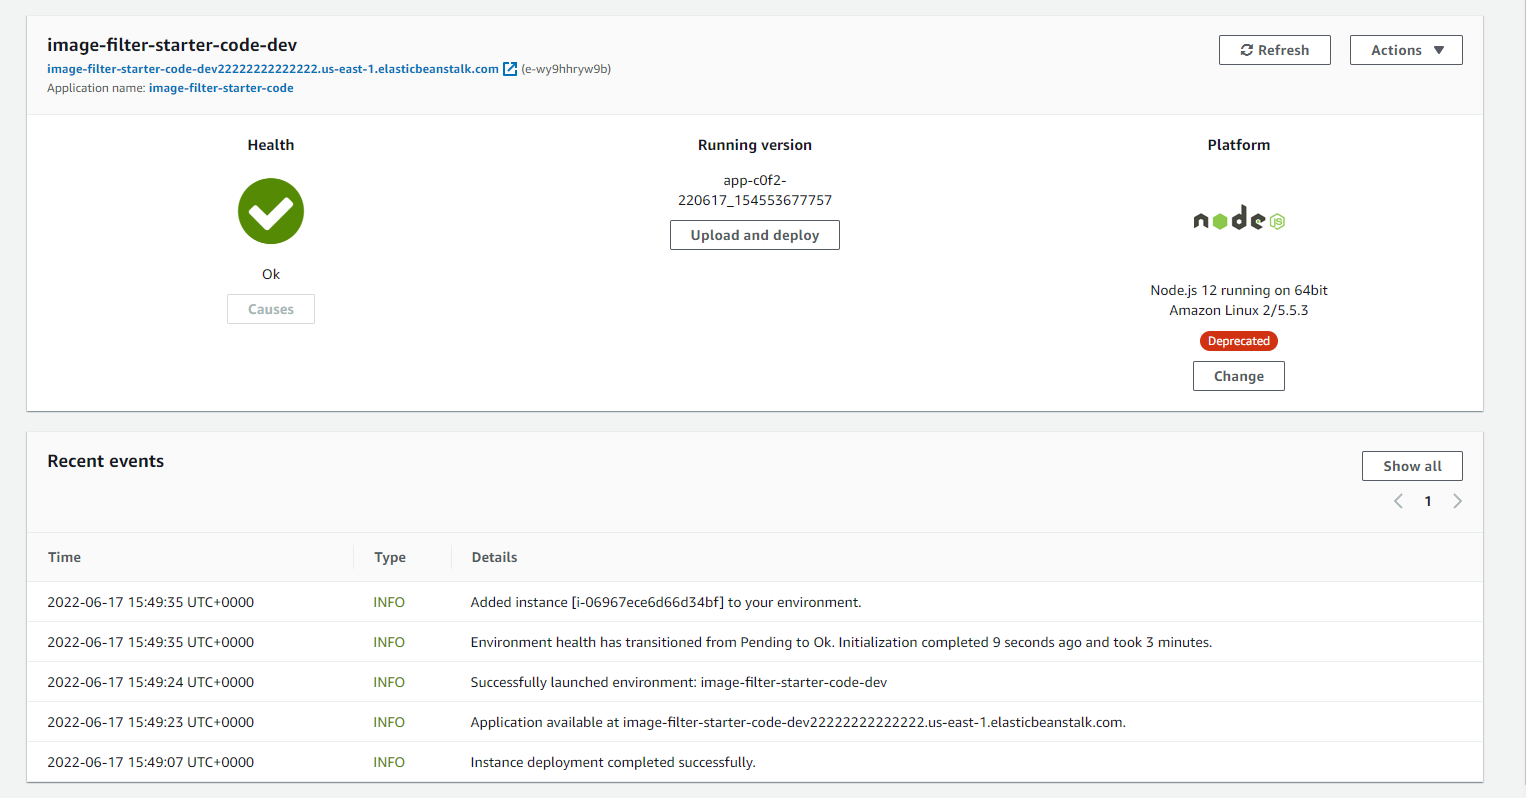 image-filter-starter-code-dev
Refresh
Actions
image-filter-starter-code-dev22222222222222.us-east-1.elasticbeanstalk.com (e-wy9hhryw9b)
Application name: image-filter-starter-code
Health
Ok
Causes
Running version
app-c0f2-
220617_154553677757
Upload and deploy
Platform
node JS
Node.js 12 running on 64bit
Amazon Linux 2/5.5.3
Deprecated
Change
Recent events
Show all
1
Time Type Details
2022-06-17 15:49:35 UTC+0000 INFO Added instance [i-06967ece6d66d34bf] to your environment.
2022-06-17 15:49:35 UTC+0000 INFO Environment health has transitioned from Pending to Ok. Initialization completed 9 seconds ago and took 3 minutes.
2022-06-17 15:49:24 UTC+0000 INFO Successfully launched environment: image-filter-starter-code-dev
2022-06-17 15:49:23 UTC+0000 INFO Application available at image-filter-starter-code-dev22222222222222.us-east-1.elasticbeanstalk.com.
2022-06-17 15:49:07 UTC+0000 INFO Instance deployment completed successfully.